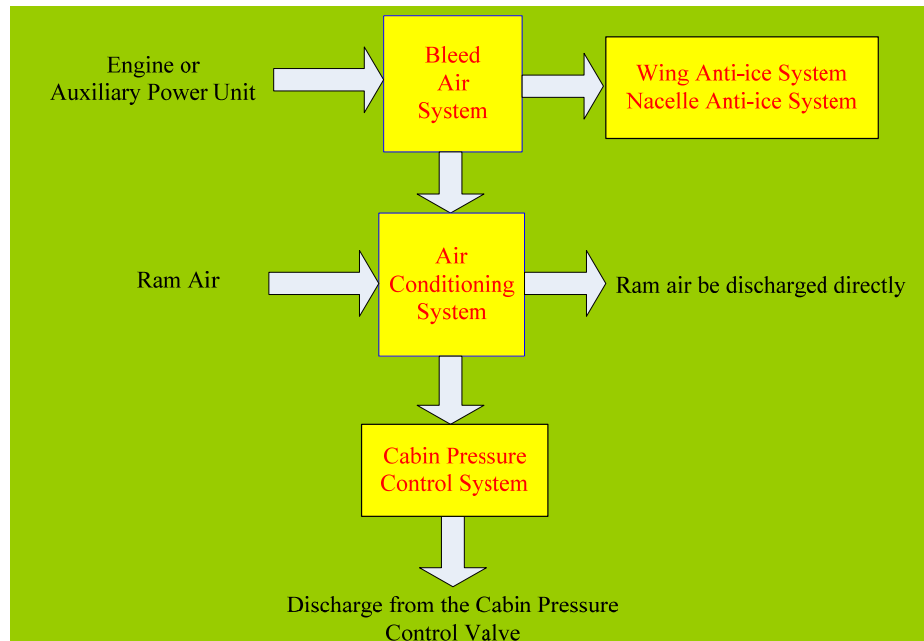 Engine or
Auxiliary Power Unit
Bleed
Air
System
Wing Anti-ice System
Nacelle Anti-ice System
Ram Air
Air
Conditioning
System
Ram air be discharged directly
Cabin Pressure
Control System
Discharge from the Cabin Pressure
Control Valve